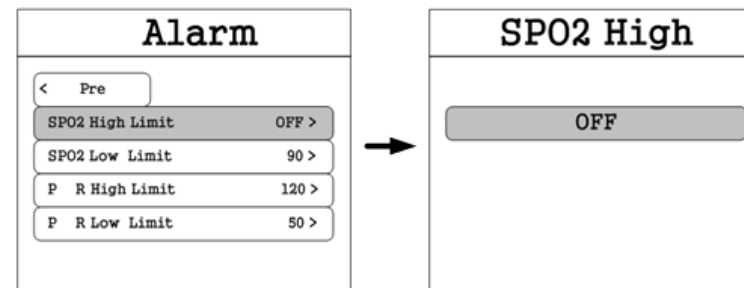 Alarm
< Pre
SPO2 High Limit OFF >
SPO2 Low Limit 90 >
P R High Limit 120 >
P R Low Limit 50 >
SPO2 High
OFF